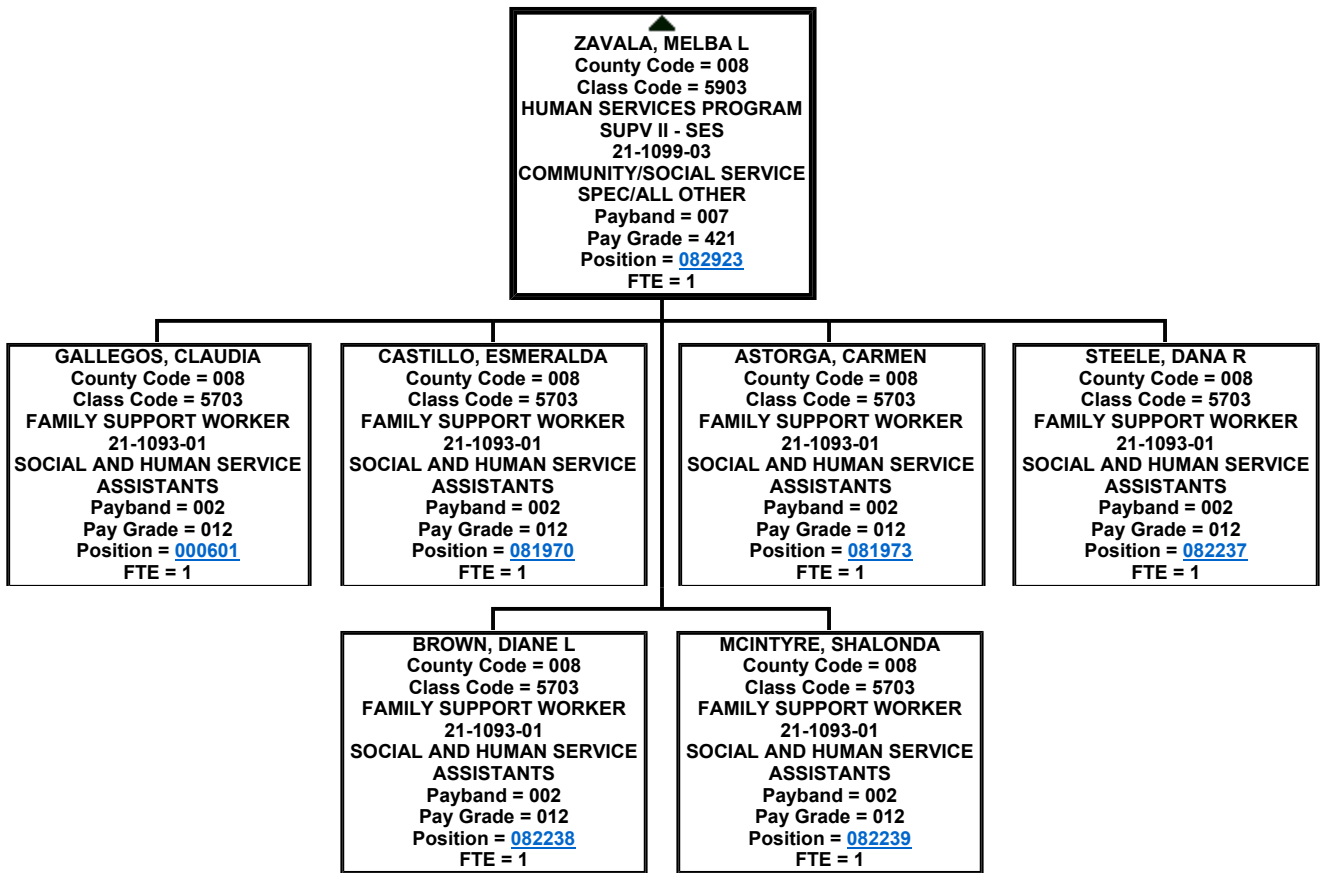 ZAVALA, MELBA L
County Code = 008
Class Code = 5903
HUMAN SERVICES PROGRAM
SUPV II - SES
21-1099-03
COMMUNITY/SOCIAL SERVICE
SPEC/ALL OTHER
Payband = 007
Pay Grade = 421
Position = 082923
FTE = 1
GALLEGOS, CLAUDIA
County Code = 008
Class Code = 5703
FAMILY SUPPORT WORKER
21-1093-01
SOCIAL AND HUMAN SERVICE
ASSISTANTS
Payband = 002
Pay Grade = 012
Position = 000601
FTE = 1
CASTILLO, ESMERALDA
County Code = 008
Class Code = 5703
FAMILY SUPPORT WORKER
21-1093-01
SOCIAL AND HUMAN SERVICE
ASSISTANTS
Payband = 002
Pay Grade = 012
Position = 081970
FTE = 1
ASTORGA, CARMEN
County Code = 008
Class Code = 5703
FAMILY SUPPORT WORKER
21-1093-01
SOCIAL AND HUMAN SERVICE
ASSISTANTS
Payband = 002
Pay Grade = 012
Position = 081973
FTE = 1
STEELE, DANA R
County Code = 008
Class Code = 5703
FAMILY SUPPORT WORKER
21-1093-01
SOCIAL AND HUMAN SERVICE
ASSISTANTS
Payband = 002
Pay Grade = 012
Position = 082237
FTE = 1
BROWN, DIANE L
County Code = 008
Class Code = 5703
FAMILY SUPPORT WORKER
21-1093-01
SOCIAL AND HUMAN SERVICE
ASSISTANTS
Payband = 002
Pay Grade = 012
Position = 082238
FTE = 1
MCINTYRE, SHALONDA
County Code = 008
Class Code = 5703
FAMILY SUPPORT WORKER
21-1093-01
SOCIAL AND HUMAN SERVICE
ASSISTANTS
Payband = 002
Pay Grade = 012
Position = 082239
FTE = 1